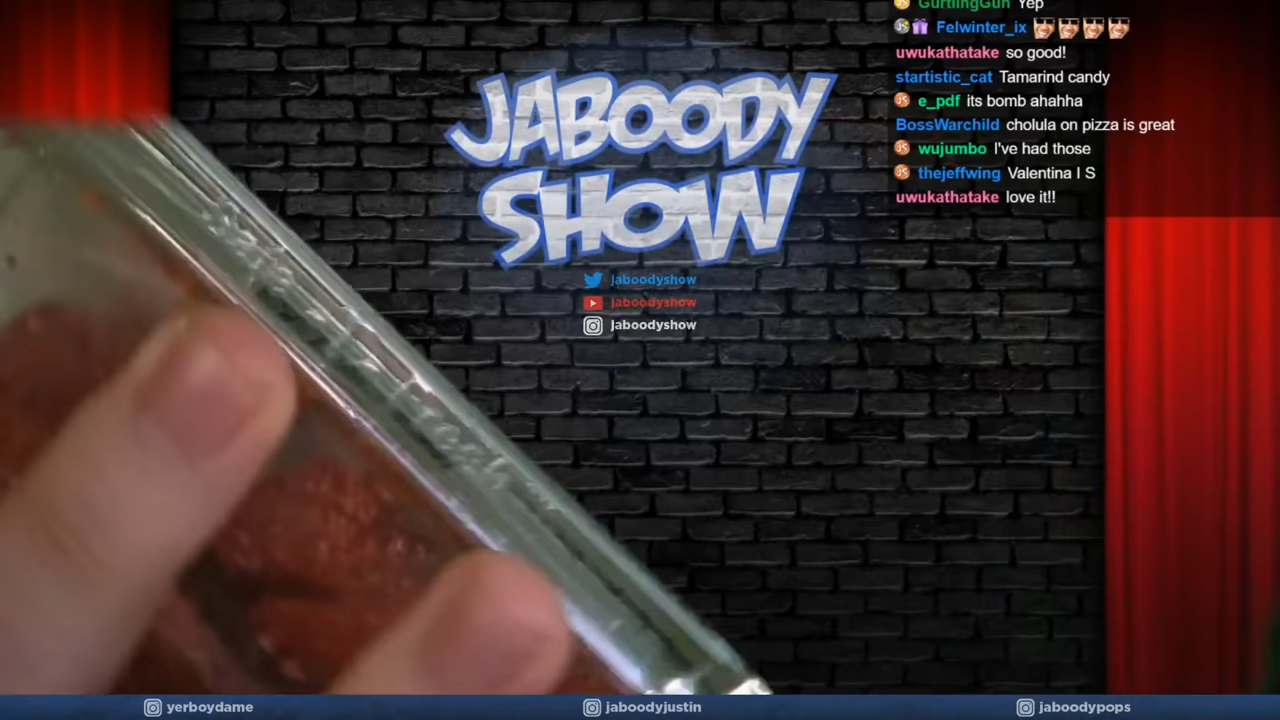 GurtlingGun Yep
Felwinter_ix
uwukathatake so good!
startistic_cat Tamarind candy
e_pdf its bomb ahahha
BossWarchild cholula on pizza is great
wujumbo I've had those
thejeffwing Valentina I S
uwukathatake love it!!
JABOODY
SHOW
jaboodyshow
jaboodyshow
jaboodyshow
yerboydame
jaboodyjustin
jaboodypops